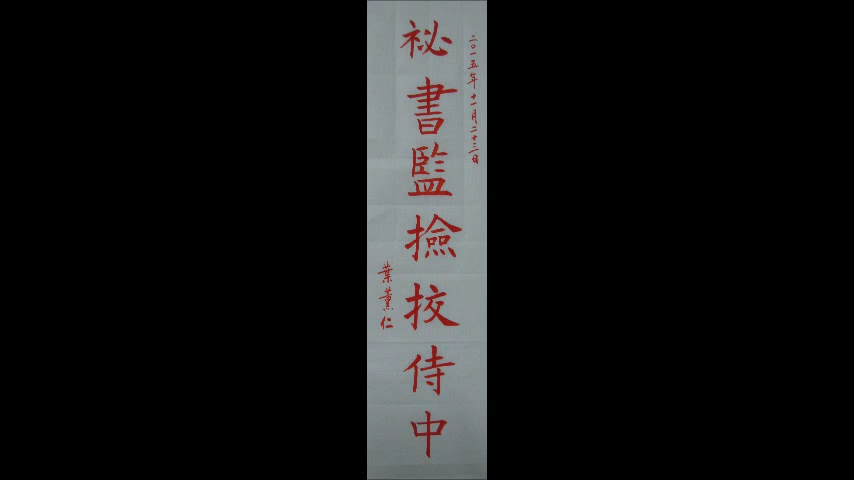 二〇一五年十一月二十三日
祕書監撿挍侍中
葉薰仁